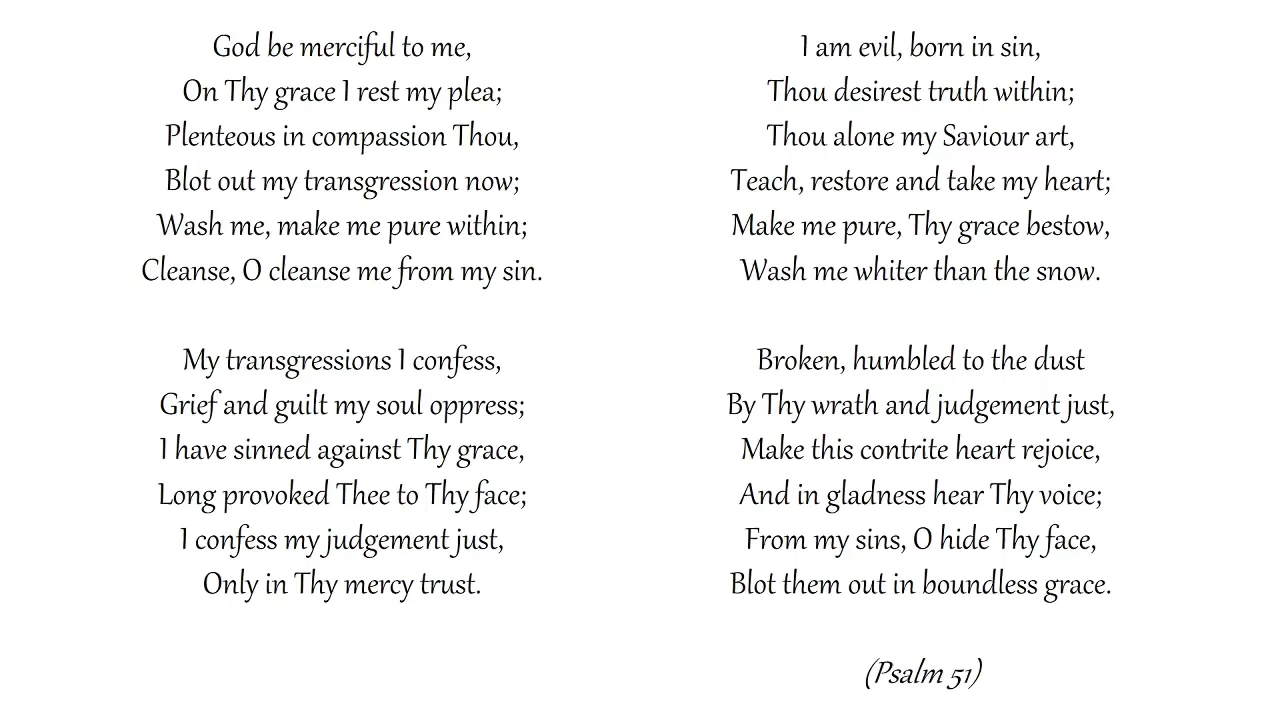 God be merciful to me,
On Thy grace I rest my plea;
Plenteous in compassion Thou,
Blot out my transgression now;
Wash me, make me pure within;
Cleanse, O cleanse me from my sin.
My transgressions I confess,
Grief and guilt my soul oppress;
I have sinned against Thy grace,
Long provoked Thee to Thy face;
I confess my judgement just,
Only in Thy mercy trust.
I am evil, born in sin,
Thou desirest truth within;
Thou alone my Saviour art,
Teach, restore and take my heart;
Make me pure, Thy grace bestow,
Wash me whiter than the snow.
Broken, humbled to the dust
By Thy wrath and judgement just,
Make this contrite heart rejoice,
And in gladness hear Thy voice;
From my sins, O hide Thy face,
Blot them out in boundless grace.
(Psalm 51)